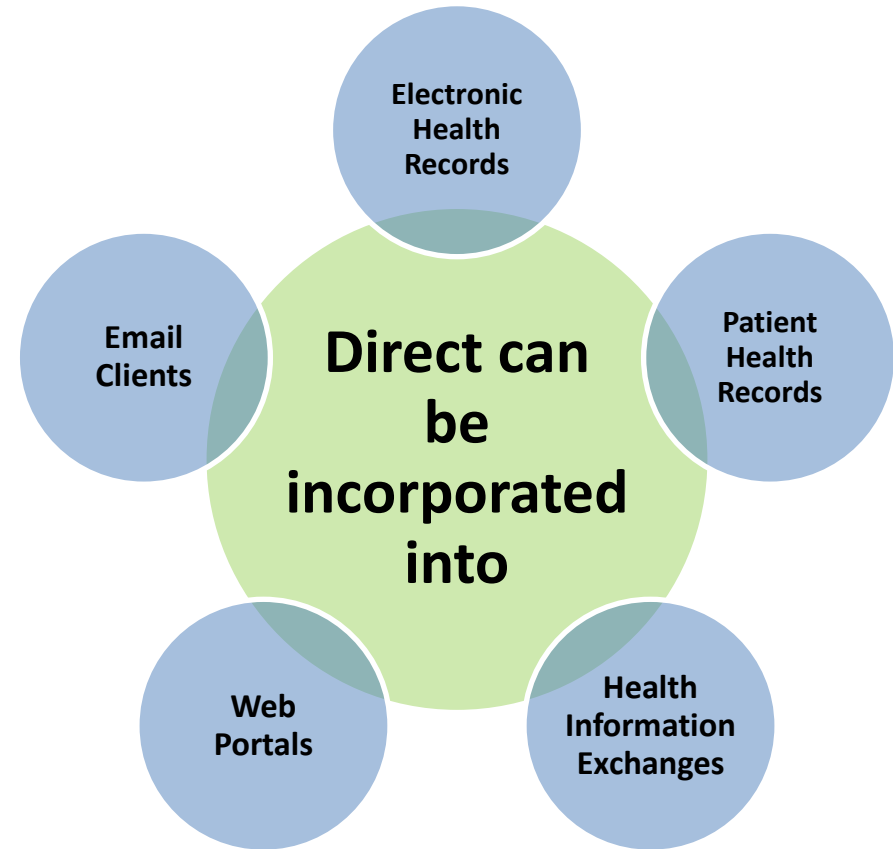 Electronic
Health
Records
Email
Clients
Direct can
be
incorporated
into
Patient
Health
Records
Web
Portals
Health
Information
Exchanges